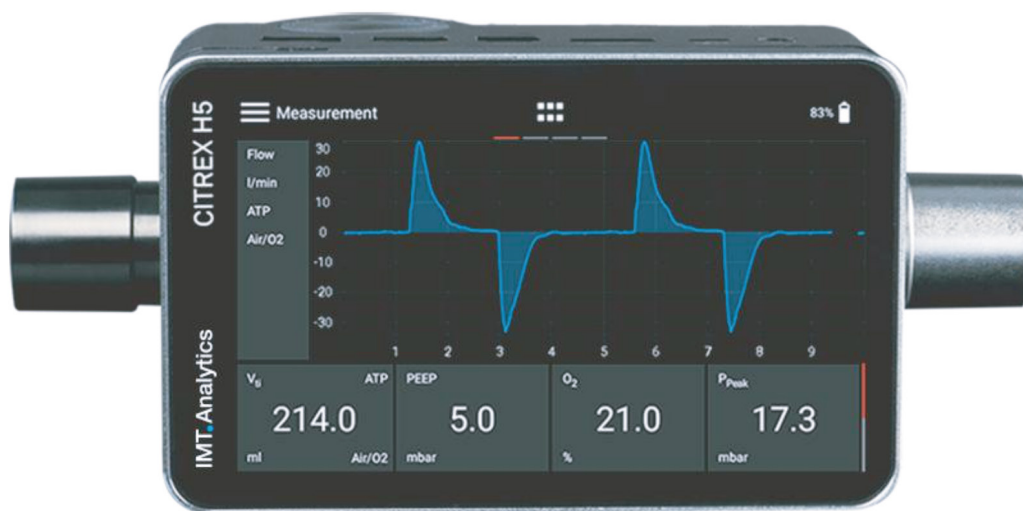 CITREX H5
IMT.Analytics
Measurement
83%
Flow
l/min
ATP
Air/O2
30
20
10
0
-10
-20
-30
1 2 3 4 5 6 7 8 9
Vti ATP
214.0
ml Air/O2
PEEP
5.0
mbar
O2
21.0
%
PPeak
17.3
mbar